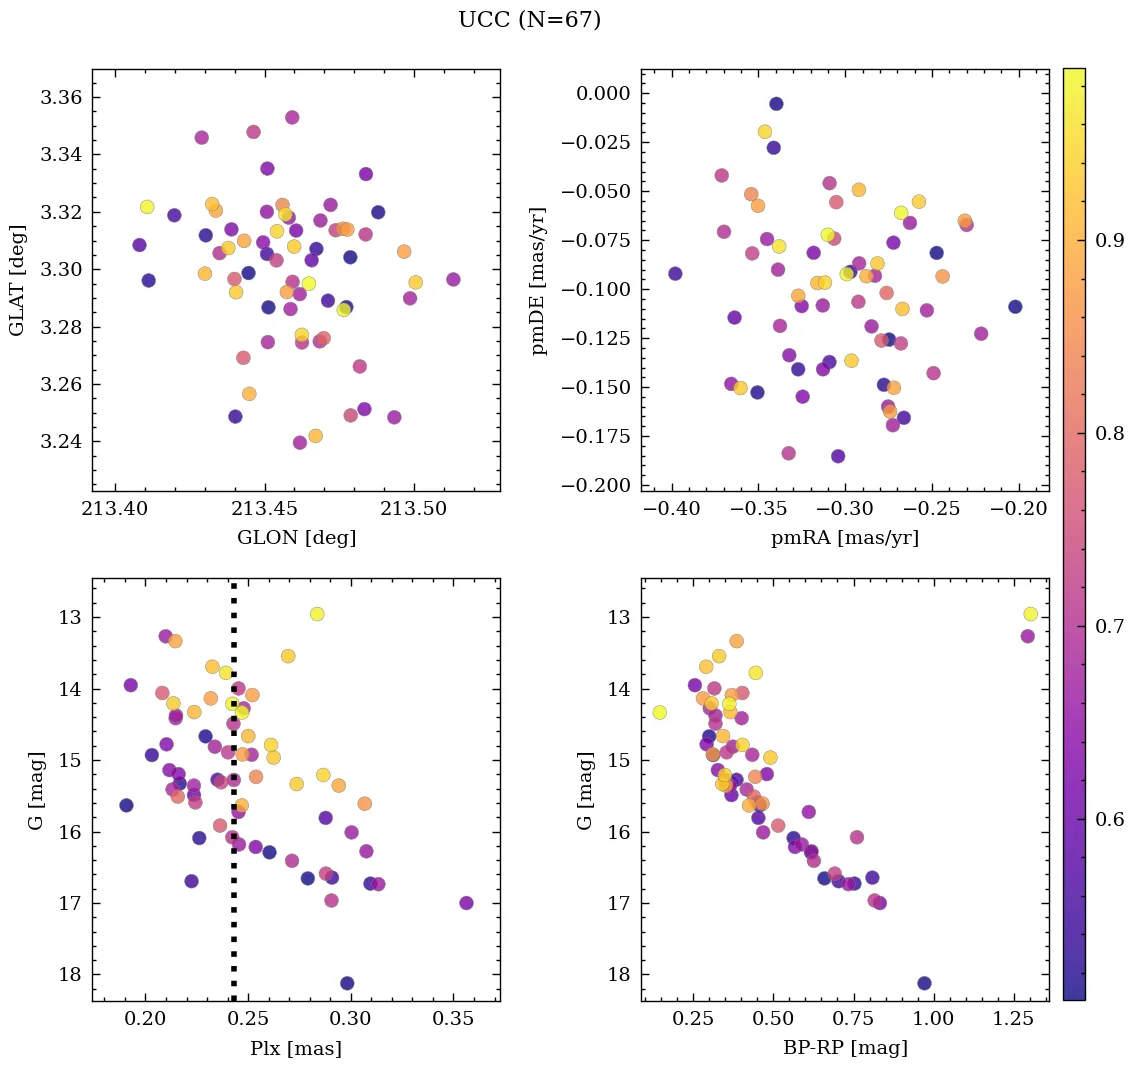 UCC (N=67)
3.36
3.34
3.32
3.30
3.28
3.26
3.24
GLAT [deg]
213.40 213.45 213.50
GLON [deg]
0.000
−0.025
−0.050
−0.075
−0.100
−0.125
−0.150
−0.175
−0.200
pmDE [mas/yr]
−0.40 −0.35 −0.30 −0.25 −0.20
pmRA [mas/yr]
13
14
15
16
17
18
G [mag]
0.20 0.25 0.30 0.35
Plx [mas]
13
14
15
16
17
18
G [mag]
0.25 0.50 0.75 1.00 1.25
BP-RP [mag]
0.9
0.8
0.7
0.6